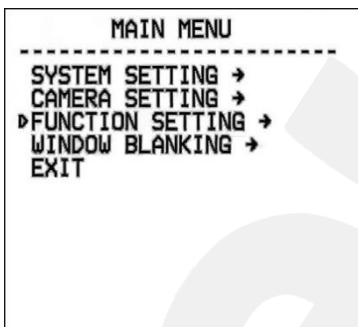 MAIN MENU
SYSTEM SETTING →
CAMERA SETTING →
▷FUNCTION SETTING →
WINDOW BLANKING →
EXIT